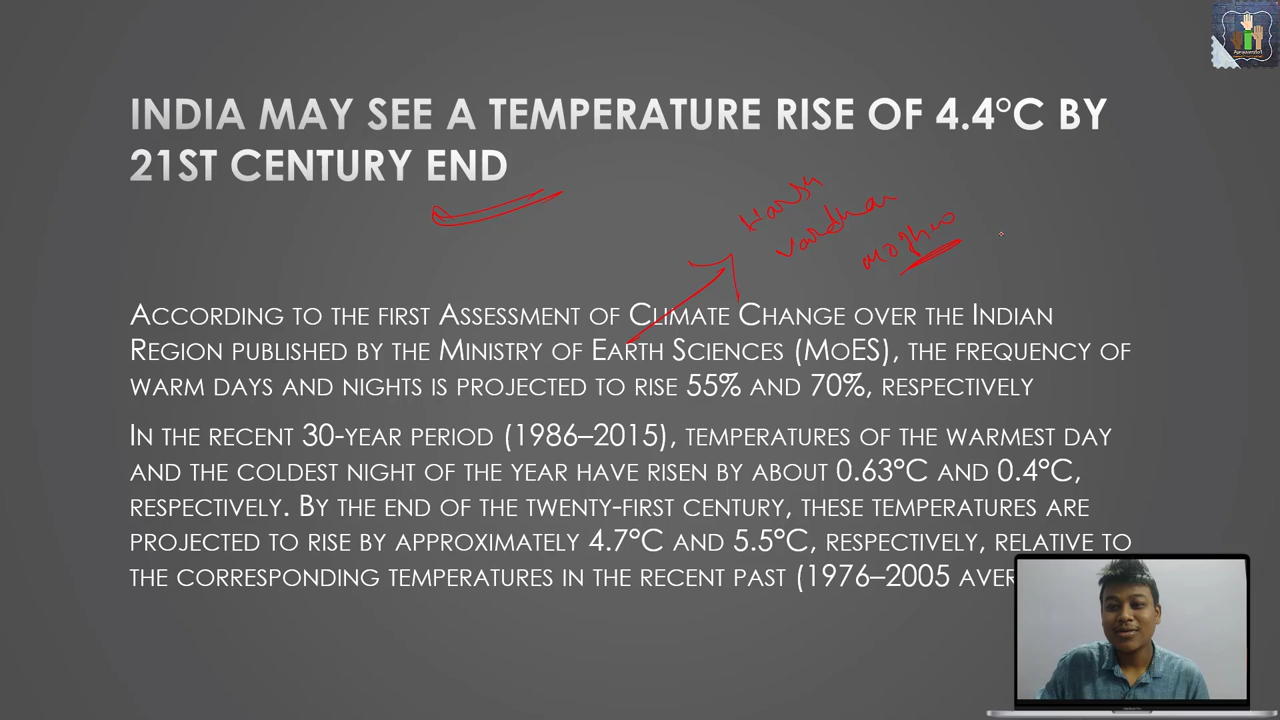 INDIA MAY SEE A TEMPERATURE RISE OF 4.4°C BY
21ST CENTURY END
Harsh
Vardhan
ACCORDING TO THE FIRST ASSESSMENT OF CLIMATE CHANGE OVER THE INDIAN
REGION PUBLISHED BY THE MINISTRY OF EARTH SCIENCES (MOES), THE FREQUENCY OF
WARM DAYS AND NIGHTS IS PROJECTED TO RISE 55% AND 70%, RESPECTIVELY
IN THE RECENT 30-YEAR PERIOD (1986–2015), TEMPERATURES OF THE WARMEST DAY
AND THE COLDEST NIGHT OF THE YEAR HAVE RISEN BY ABOUT 0.63°C AND 0.4°C,
RESPECTIVELY. BY THE END OF THE TWENTY-FIRST CENTURY, THESE TEMPERATURES ARE
PROJECTED TO RISE BY APPROXIMATELY 4.7°C AND 5.5°C, RESPECTIVELY, RELATIVE TO
THE CORRESPONDING TEMPERATURES IN THE RECENT PAST (1976–2005 AVER